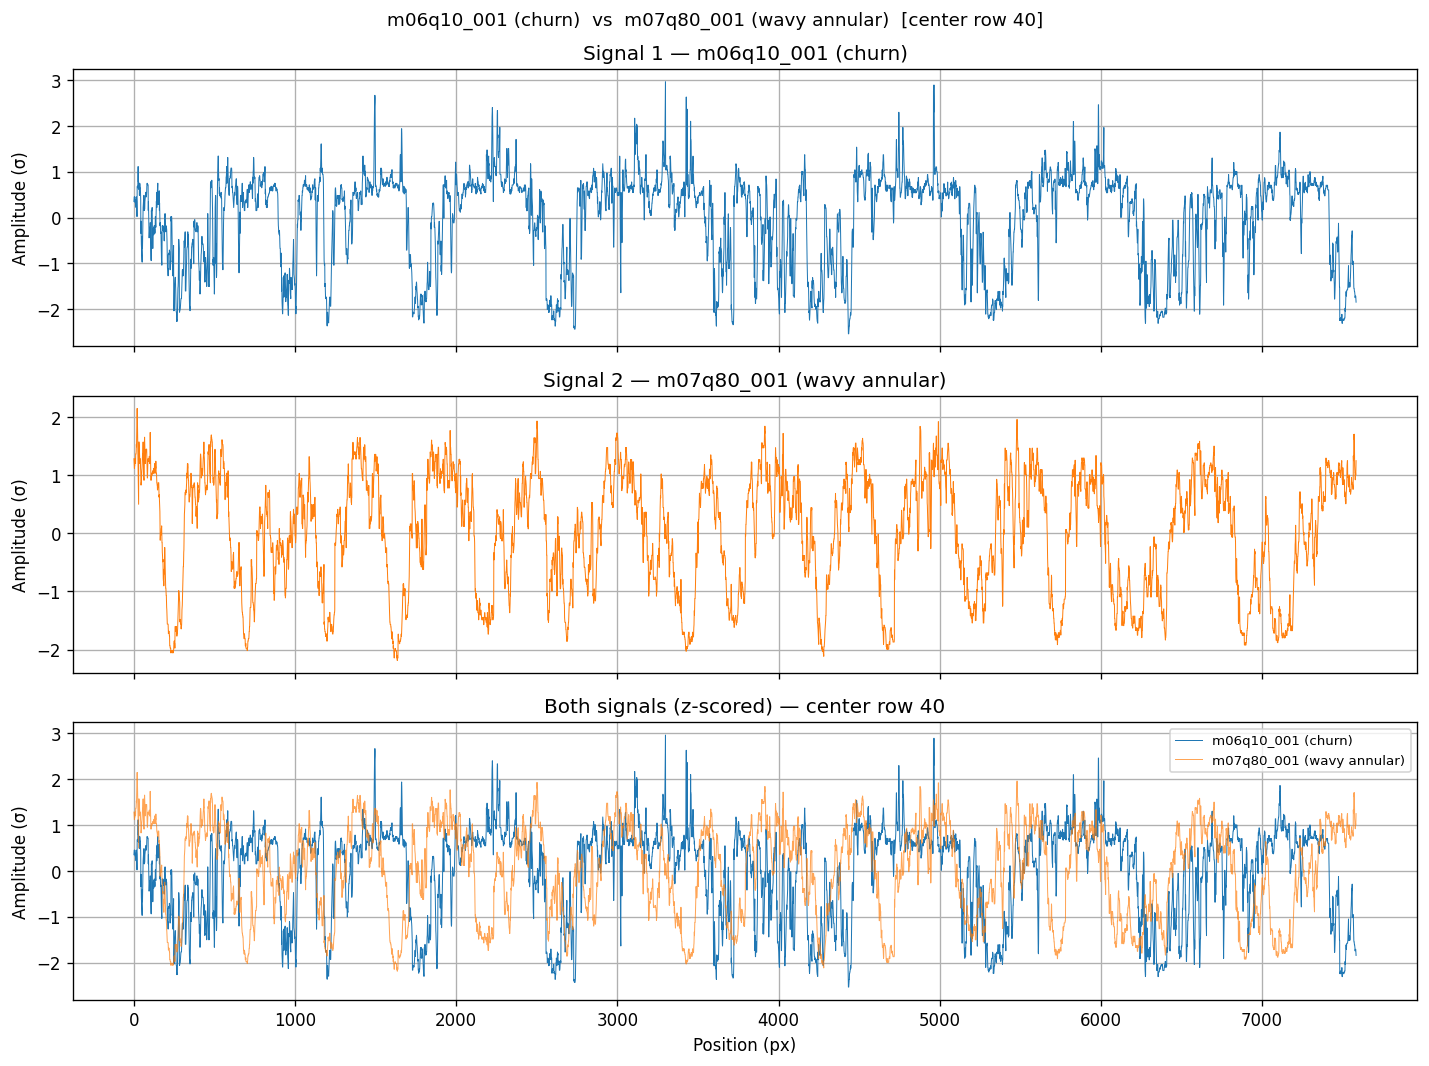 m06q10_001 (churn)  vs  m07q80_001 (wavy annular)  [center row 40]
Signal 1 — m06q10_001 (churn)
Amplitude (σ)
3
2
1
0
−1
−2
Signal 2 — m07q80_001 (wavy annular)
Amplitude (σ)
2
1
0
−1
−2
Both signals (z-scored) — center row 40
Amplitude (σ)
3
2
1
0
−1
−2
m06q10_001 (churn)
m07q80_001 (wavy annular)
0 1000 2000 3000 4000 5000 6000 7000
Position (px)